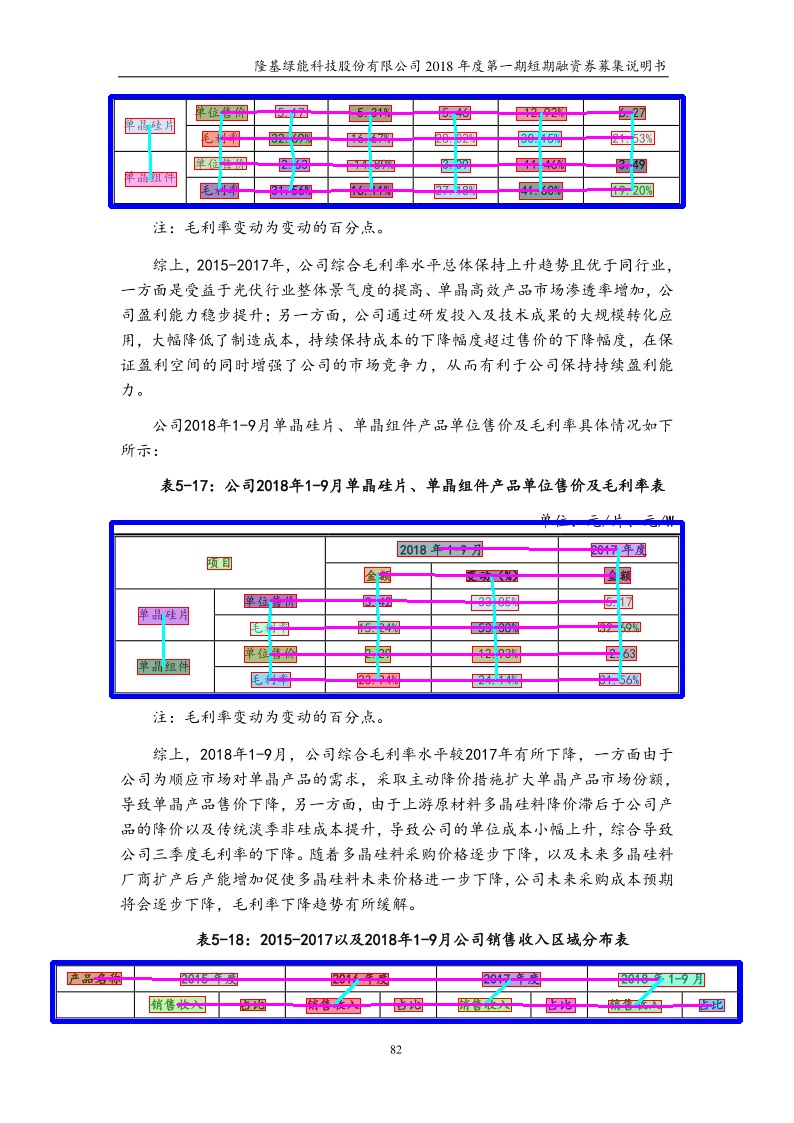 隆基绿能科技股份有限公司 2018 年度第一期短期融资券募集说明书
单晶硅片 单位售价 5.17 -5.31% 5.46 -12.92% 6.27
毛利率 32.69% 16.67% 28.02% 30.15% 21.53%
单晶组件 单位售价 2.63 3.09 -11.46% 3.49
毛利率 31.56% 16.11% 27.18% 41.60% 19.20%
注：毛利率变动为变动的百分点。
综上，2015-2017年，公司综合毛利率水平总体保持上升趋势且优于同行业，
一方面是受益于光伏行业整体景气度的提高、单晶高效产品市场渗透率增加，公
司盈利能力稳步提升；另一方面，公司通过研发投入及技术成果的大规模转化应
用，大幅降低了制造成本，持续保持成本的下降幅度超过售价的下降幅度，在保
证盈利空间的同时增强了公司的市场竞争力，从而有利于公司保持持续盈利能
力。
公司2018年1-9月单晶硅片、单晶组件产品单位售价及毛利率具体情况如下
所示：
表5-17：公司2018年1-9月单晶硅片、单晶组件产品单位售价及毛利率表
单位：元/片、元/W
项目 2018 年 1-9 月 2017 年度
金额 变动（%） 金额
单晶硅片 单位售价 3.42 -33.85% 5.17
毛利率 15.24% -53.38% 32.69%
单晶组件 单位售价 2.29 -12.93% 2.63
毛利率 23.94% -24.14% 31.56%
注：毛利率变动为变动的百分点。
综上，2018年1-9月，公司综合毛利率水平较2017年有所下降，一方面由于
公司为顺应市场对单晶产品的需求，采取主动降价措施扩大单晶产品市场份额，
导致单晶产品售价下降，另一方面，由于上游原材料多晶硅料降价滞后于公司产
品的降价以及传统淡季非硅成本提升，导致公司的单位成本小幅上升，综合导致
公司三季度毛利率的下降。随着多晶硅料采购价格逐步下降，以及未来多晶硅料
厂商扩产后产能增加促使多晶硅料未来价格进一步下降，公司未来采购成本预期
将会逐步下降，毛利率下降趋势有所缓解。
表5-18：2015-2017以及2018年1-9月公司销售收入区域分布表
产品名称 2015 年度 2016 年度 2017 年度 2018 年 1-9 月
销售收入 占比 销售收入 占比 销售收入 占比 销售收入 占比
82